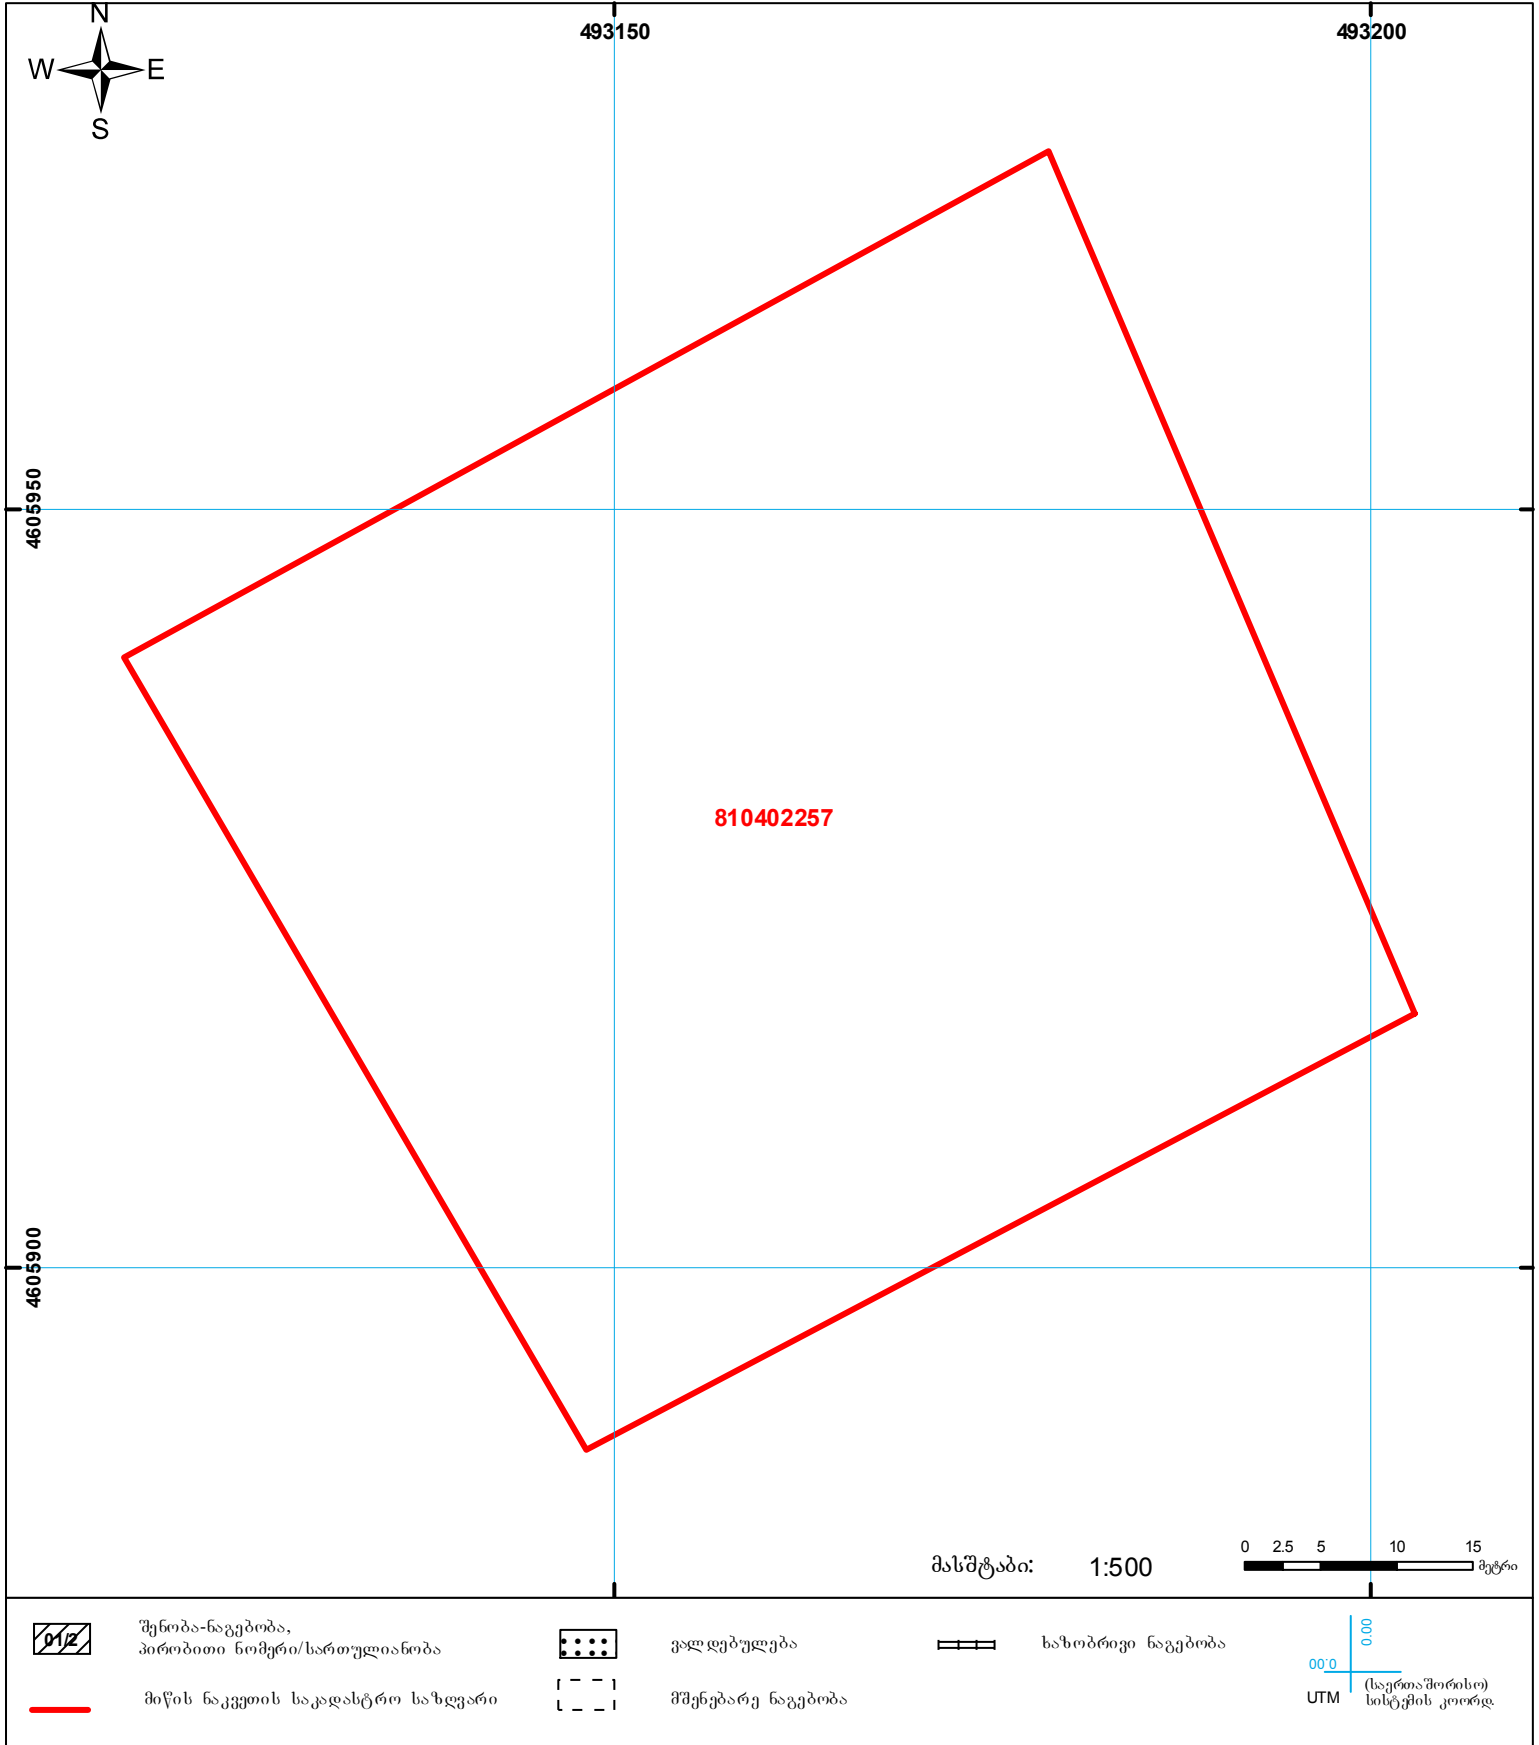 N
W E
S
493150
493200
4605950
810402257
4605900
მასშტაბი: 1:500
0 2.5 5 10 15
მეტრი
01/2
შენობა-ნაგებობა,
პირობითი ნომერი/სართულიანობა
ვალდებულება
ხაზობრივი ნაგებობა
მიწის ნაკვეთის საკადასტრო საზღვარი
მშენებარე ნაგებობა
0.00
0.00
UTM
(საერთაშორისო)
სისტემის კოორდ.